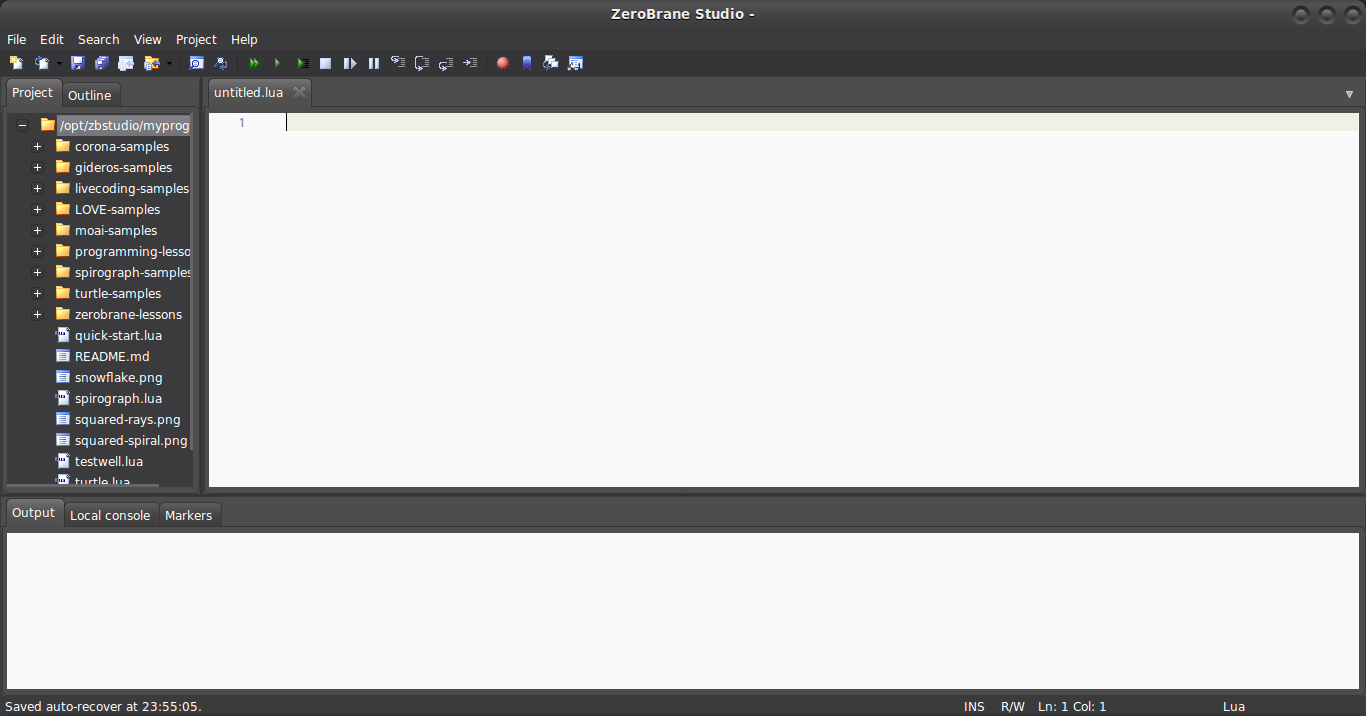 ZeroBrane Studio -
File Edit Search View Project Help
Project Outline
untitled.lua
/opt/zbstudio/myprog
corona-samples
gideros-samples
livecoding-samples
LOVE-samples
moai-samples
programming-lesso
spirograph-samples
turtle-samples
zerobrane-lessons
quick-start.lua
README.md
snowflake.png
spirograph.lua
squared-rays.png
squared-spiral.png
testwell.lua
turtle.lua
1
Output Local console Markers
Saved auto-recover at 23:55:05. INS R/W Ln: 1 Col: 1 Lua